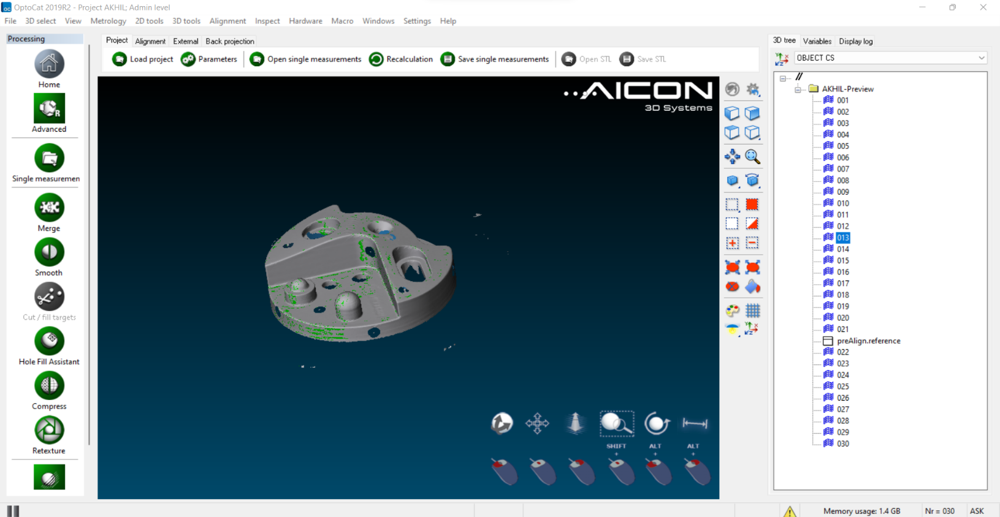 OptoCat 2019R2 - Project AKHIL; Admin level
File 3D select View Metrology 2D tools 3D tools Alignment Inspect Hardware Macro Windows Settings Help
Processing
Home
Advanced
Single measuremen
Merge
Smooth
Cut / fill targets
Hole Fill Assistant
Compress
Retexture
Project Alignment External Back projection
Load project Parameters Open single measurements Recalculation Save single measurements Open STL Save STL
AICON
3D Systems
SHIFT ALT ALT
+ + +
3D tree Variables Display log
OBJECT CS
//
AKHIL-Preview
001
002
003
004
005
006
007
008
009
010
011
012
013
014
015
016
017
018
019
020
021
preAlign.reference
022
023
024
025
026
027
028
029
030
Memory usage: 1.4 GB Nr = 030 ASK